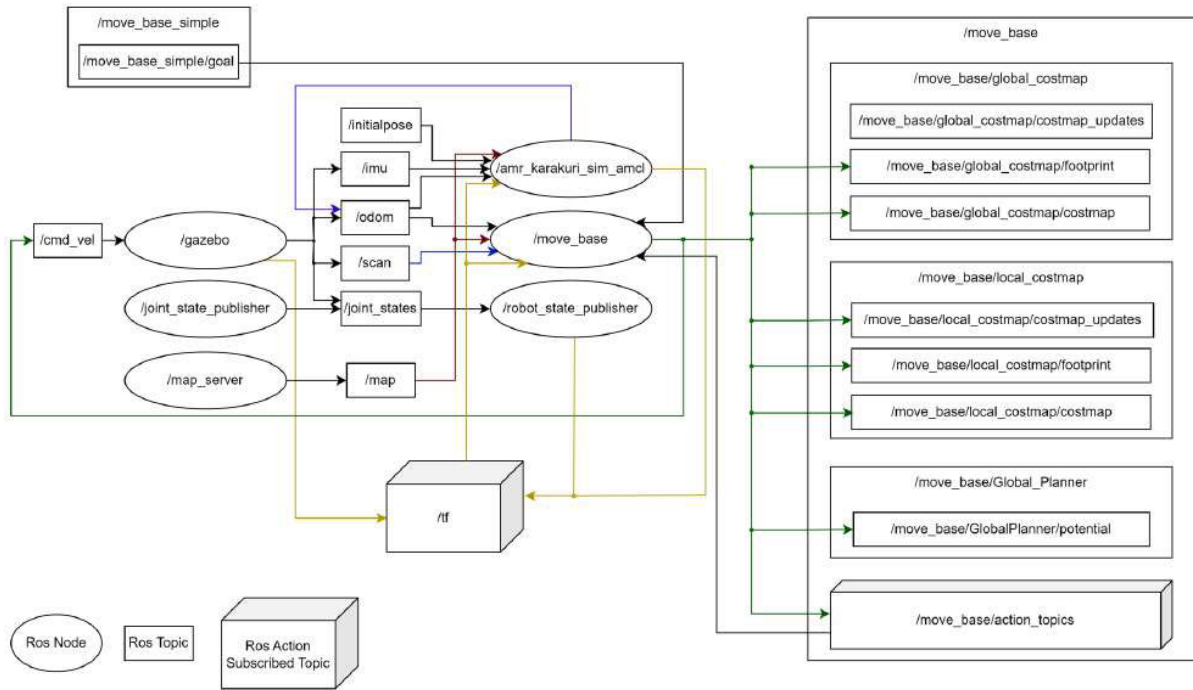 /move_base_simple
/move_base_simple/goal
/initialpose
/imu
/odom
/scan
/joint_states
/cmd_vel
/gazebo
/joint_state_publisher
/map_server
/map
/amr_karakuri_sim_amcl
/move_base
/robot_state_publisher
/tf
/move_base
/move_base/global_costmap
/move_base/global_costmap/costmap_updates
/move_base/global_costmap/footprint
/move_base/global_costmap/costmap
/move_base/local_costmap
/move_base/local_costmap/costmap_updates
/move_base/local_costmap/footprint
/move_base/local_costmap/costmap
/move_base/Global_Planner
/move_base/GlobalPlanner/potential
/move_base/action_topics
Ros Node
Ros Topic
Ros Action
Subscribed Topic